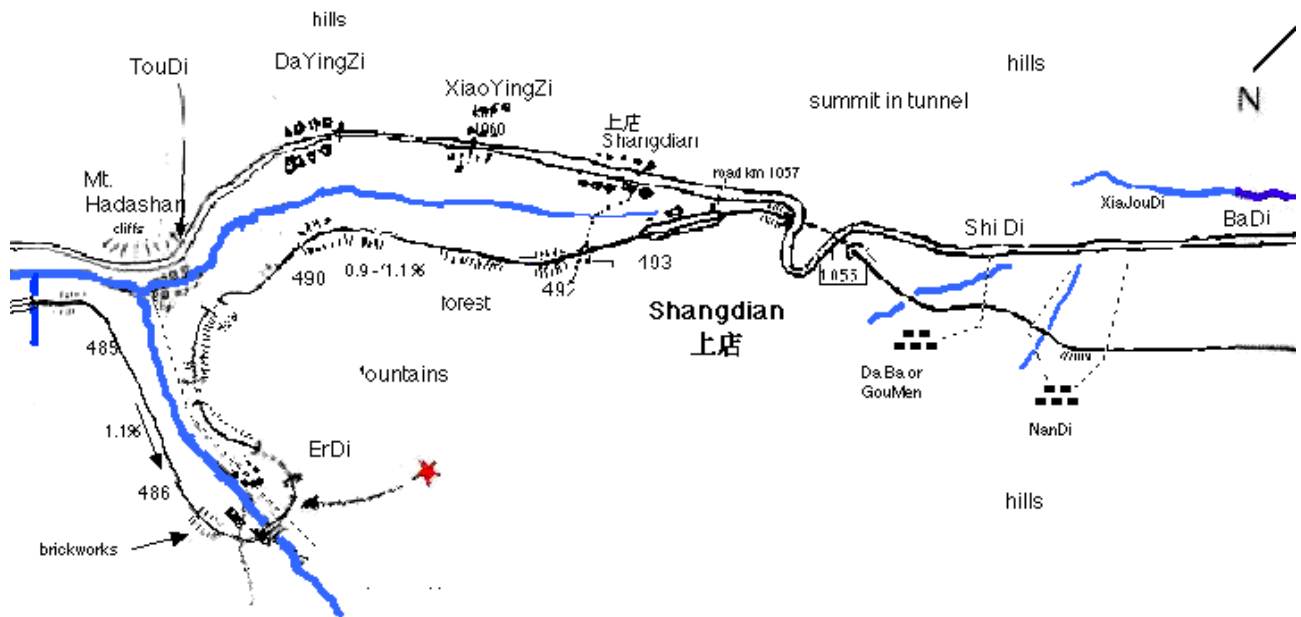 hills
TouDi
DaYingZi
XiaoYingZi
1060
上店
Shangdian
summit in tunnel
hills
N
Mt.
Hadashan
cliffs
road km 1057
XiaJouDi
Shi Di
BaDi
490
0.9 - 1.1%
492
493
forest
1055
Shangdian
上店
485
ountains
Da Ba or
GouMen
NanDi
1.1%
ErDi
486
hills
brickworks